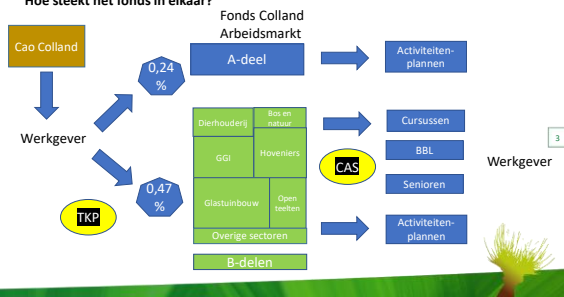 Hoe steekt het fonds in elkaar?
Cao Colland
Werkgever
TKP
0,24
%
0,47
%
Fonds Colland
Arbeidsmarkt
A-deel
Dierhouderij
Bos en
natuur
GGI
Hoveniers
Glastuinbouw
Open
teelten
Overige sectoren
B-delen
CAS
Activiteiten-
plannen
Cursussen
BBL
Senioren
Activiteiten-
plannen
Werkgever
3